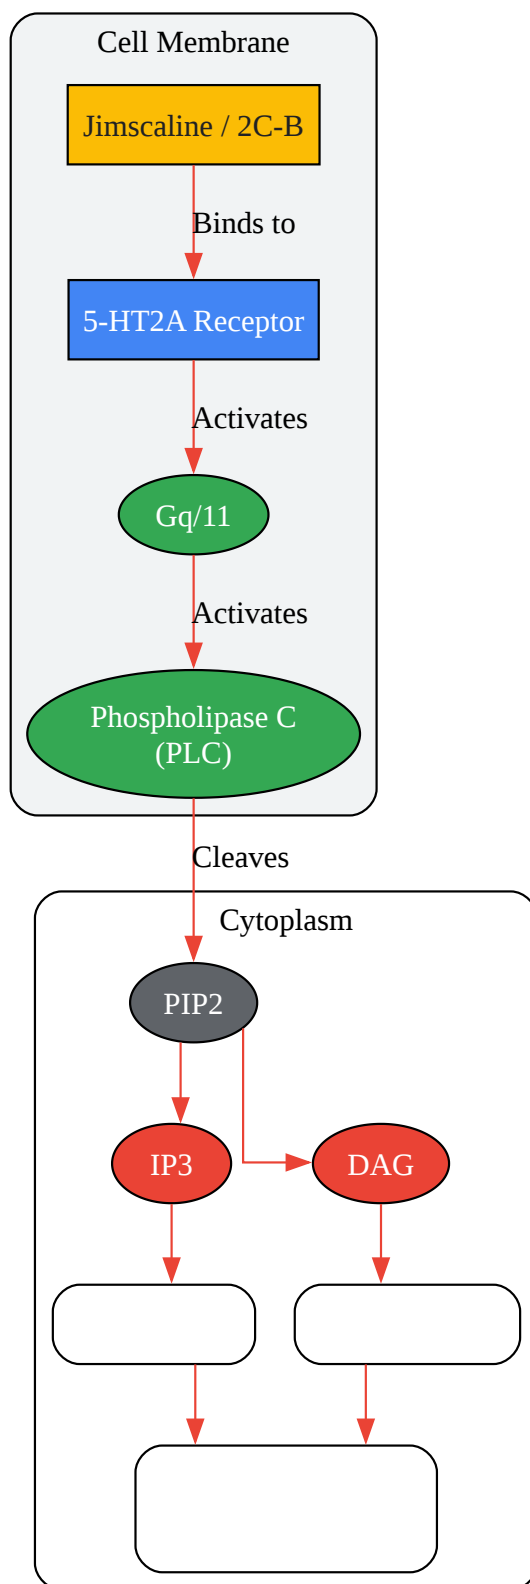 Cell Membrane
Jimscaline / 2C-B
Binds to
5-HT2A Receptor
Activates
Gq/11
Activates
Phospholipase C
(PLC)
Cleaves
Cytoplasm
PIP2
IP3
DAG